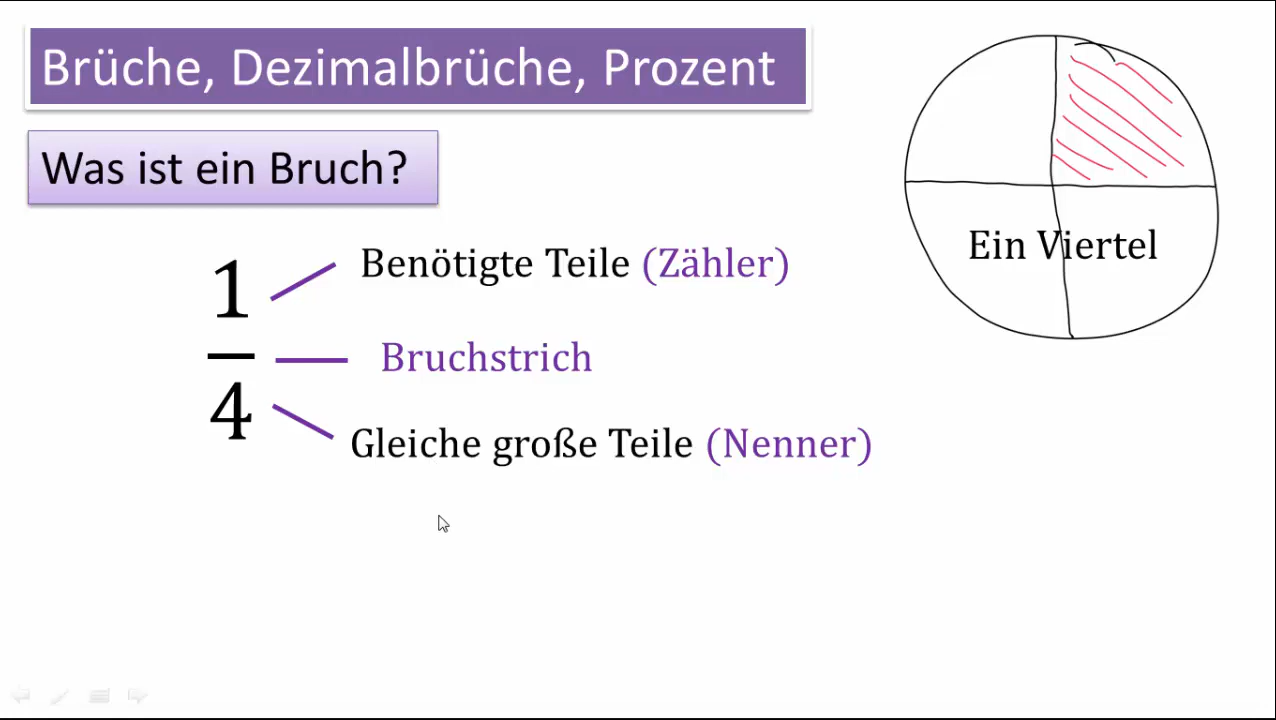 Brüche, Dezimalbrüche, Prozent
Was ist ein Bruch?
1
Benötigte Teile (Zähler)
Bruchstrich
4
Gleiche große Teile (Nenner)
Ein Viertel